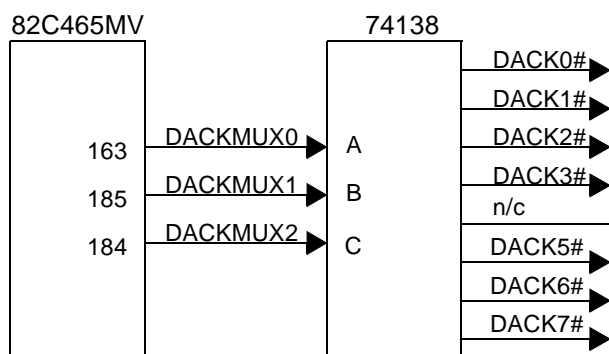 82C465MV 74138
DACK0#
DACK1#
163 DACKMUX0 A DACK2#
185 DACKMUX1 B DACK3#
n/c
184 DACKMUX2 C DACK5#
DACK6#
DACK7#